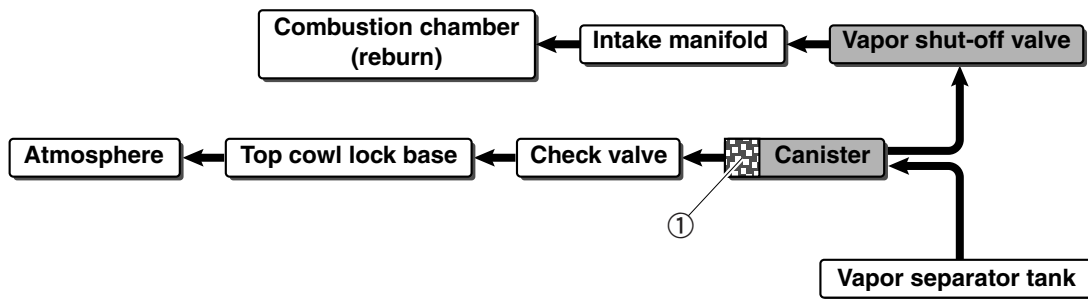 Combustion chamber
(reburn)
Intake manifold
Vapor shut-off valve
Atmosphere
Top cowl lock base
Check valve
Canister
①
Vapor separator tank